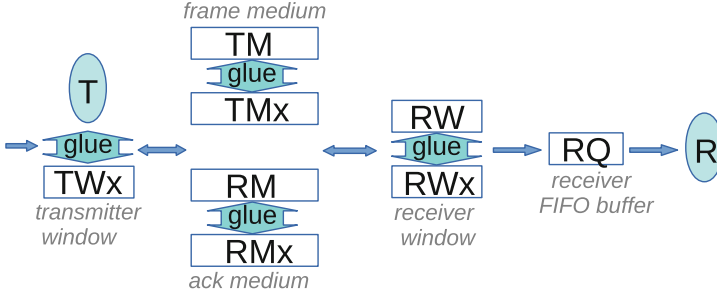 frame medium
TM
glue
TMx
T
glue
TWx
transmitter
window
RM
glue
RMx
ack medium
RW
glue
RWx
receiver
window
RQ
receiver
FIFO buffer
R